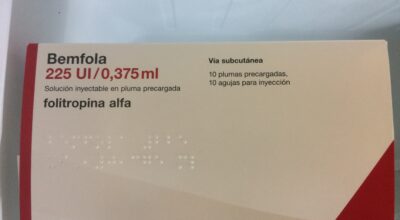 Bemfola
225 UI/0,375 ml
Solución inyectable en pluma precargada
folitropina alfa
Vía subcutánea
10 plumas precargadas,
10 agujas para inyección